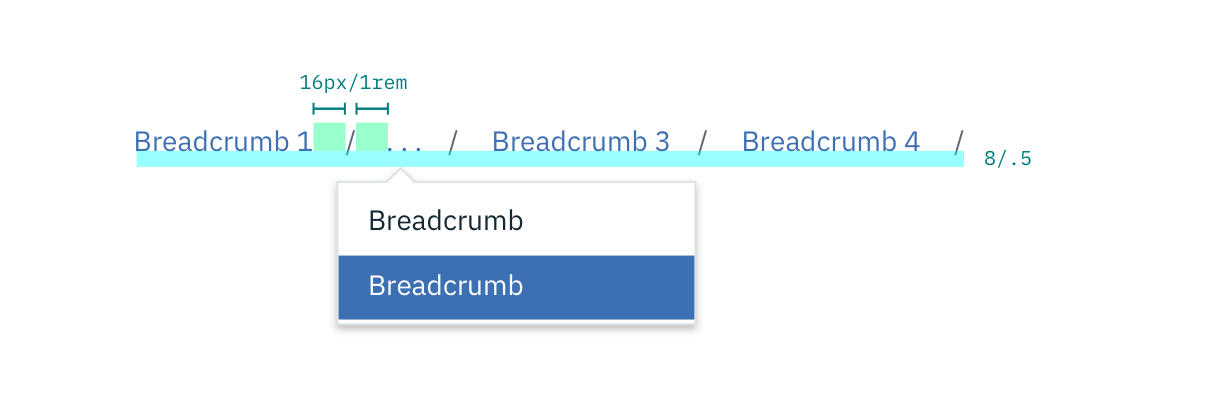 16px/1rem
Breadcrumb 1 / ... / Breadcrumb 3 / Breadcrumb 4 /
8/.5
Breadcrumb
Breadcrumb